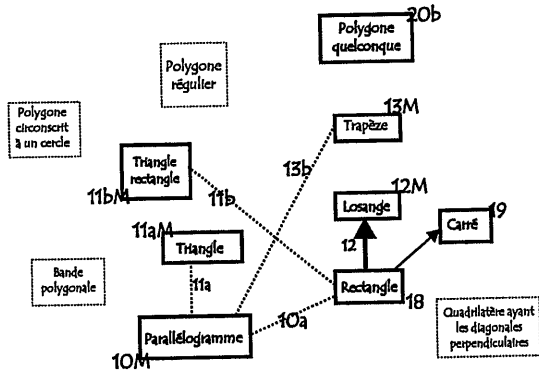 20b
Polygone
quelconque
Polygone
régulier
Polygone
circonscrit
à un cercle
13M
Trapèze
Triangle
rectangle
11bM
11b
13b
12M
Losange
19
Carré
11aM
Triangle
12
11a
Bande
polygonale
Rectangle
18
Parallélogramme
10a
10M
Quadrilatère ayant
les diagonales
perpendiculaires